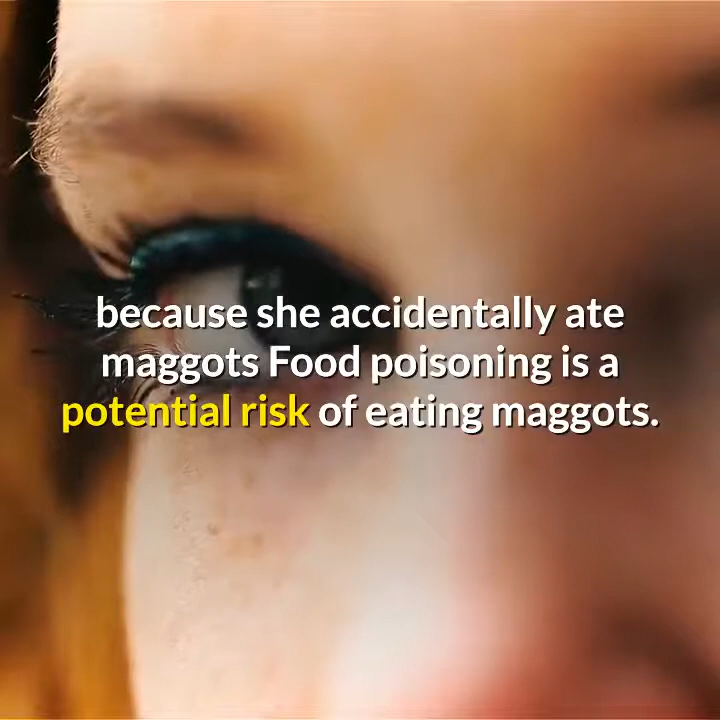 because she accidentally ate
maggots Food poisoning is a
potential risk of eating maggots.